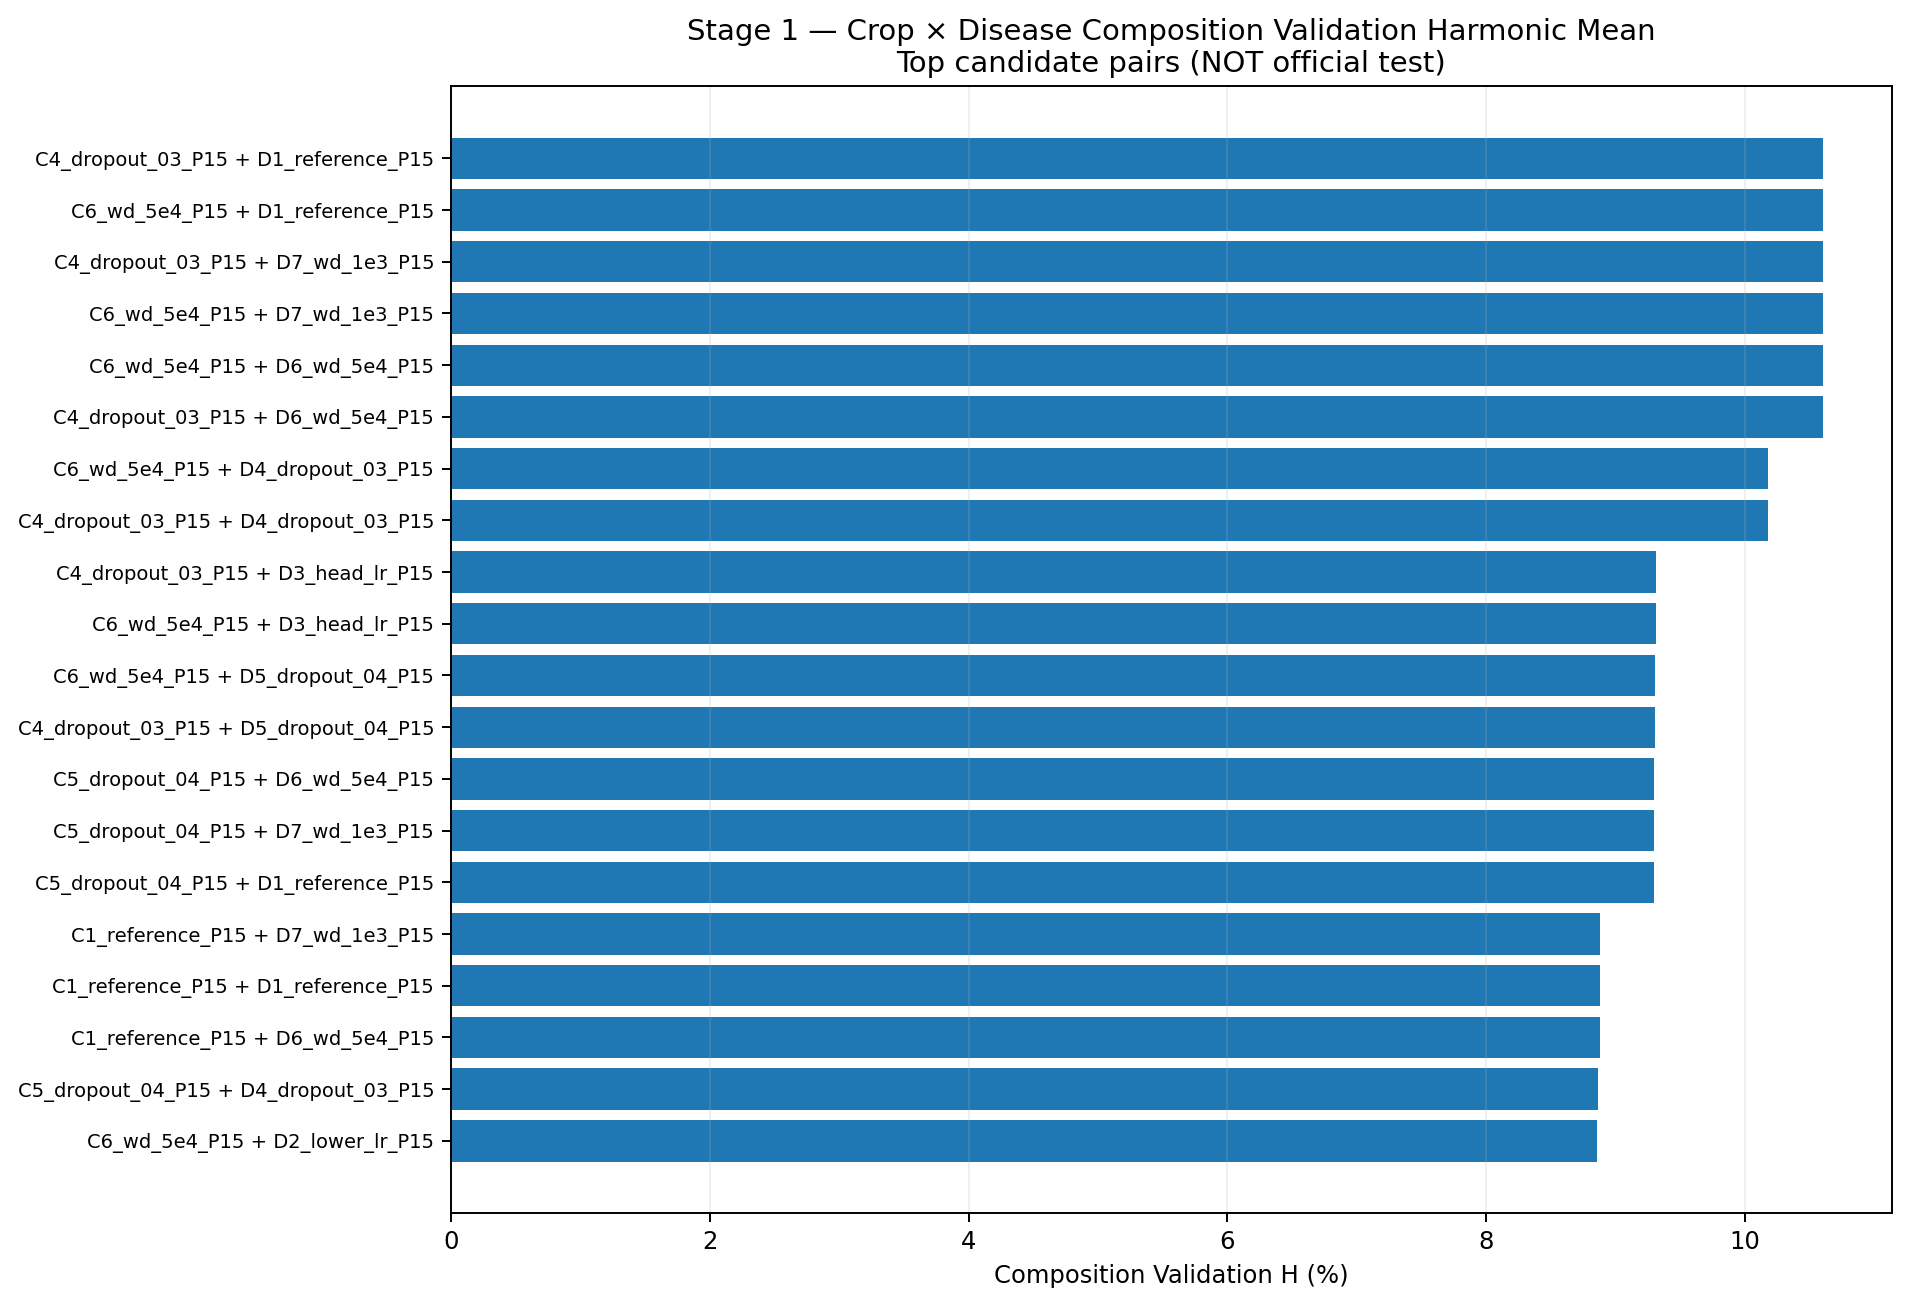 Stage 1 — Crop × Disease Composition Validation Harmonic Mean
Top candidate pairs (NOT official test)
C4_dropout_03_P15 + D1_reference_P15
C6_wd_5e4_P15 + D1_reference_P15
C4_dropout_03_P15 + D7_wd_1e3_P15
C6_wd_5e4_P15 + D7_wd_1e3_P15
C6_wd_5e4_P15 + D6_wd_5e4_P15
C4_dropout_03_P15 + D6_wd_5e4_P15
C6_wd_5e4_P15 + D4_dropout_03_P15
C4_dropout_03_P15 + D4_dropout_03_P15
C4_dropout_03_P15 + D3_head_lr_P15
C6_wd_5e4_P15 + D3_head_lr_P15
C6_wd_5e4_P15 + D5_dropout_04_P15
C4_dropout_03_P15 + D5_dropout_04_P15
C5_dropout_04_P15 + D6_wd_5e4_P15
C5_dropout_04_P15 + D7_wd_1e3_P15
C5_dropout_04_P15 + D1_reference_P15
C1_reference_P15 + D7_wd_1e3_P15
C1_reference_P15 + D1_reference_P15
C1_reference_P15 + D6_wd_5e4_P15
C5_dropout_04_P15 + D4_dropout_03_P15
C6_wd_5e4_P15 + D2_lower_lr_P15
0 2 4 6 8 10
Composition Validation H (%)